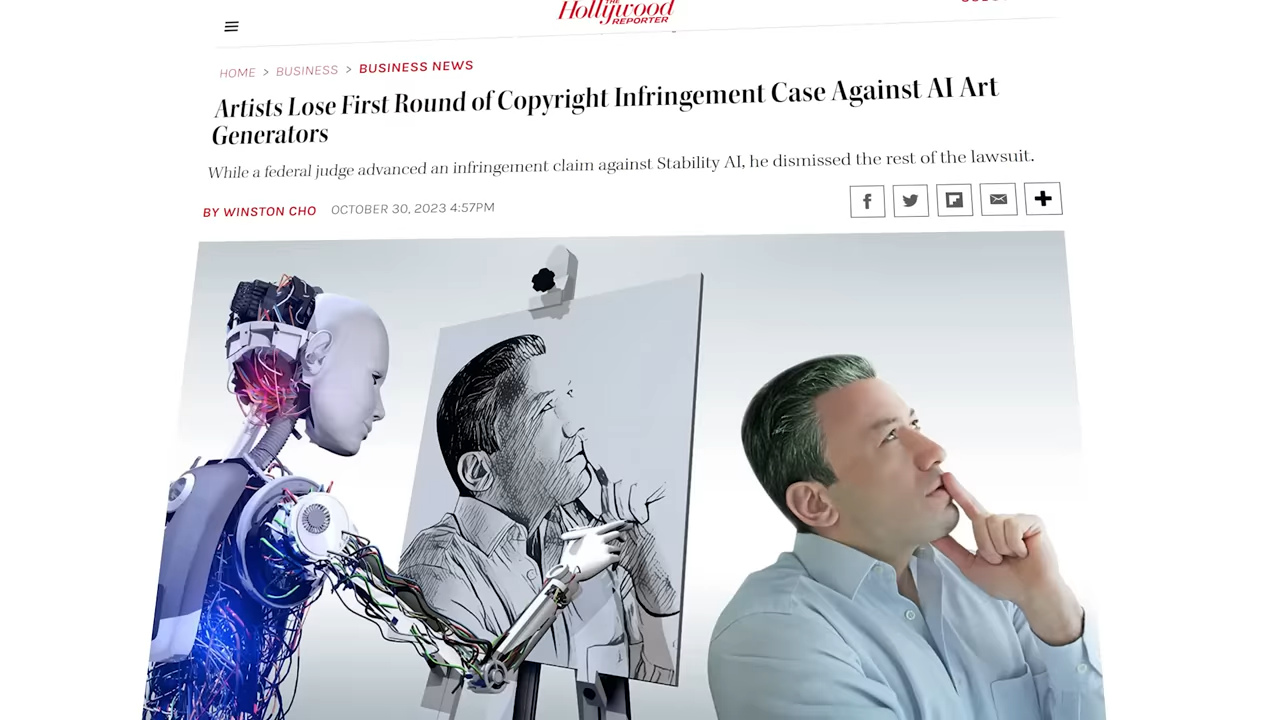 THE
Hollywood
REPORTER
HOME > BUSINESS > BUSINESS NEWS
Artists Lose First Round of Copyright Infringement Case Against AI Art
Generators
While a federal judge advanced an infringement claim against Stability AI, he dismissed the rest of the lawsuit.
BY WINSTON CHO OCTOBER 30, 2023 4:57PM